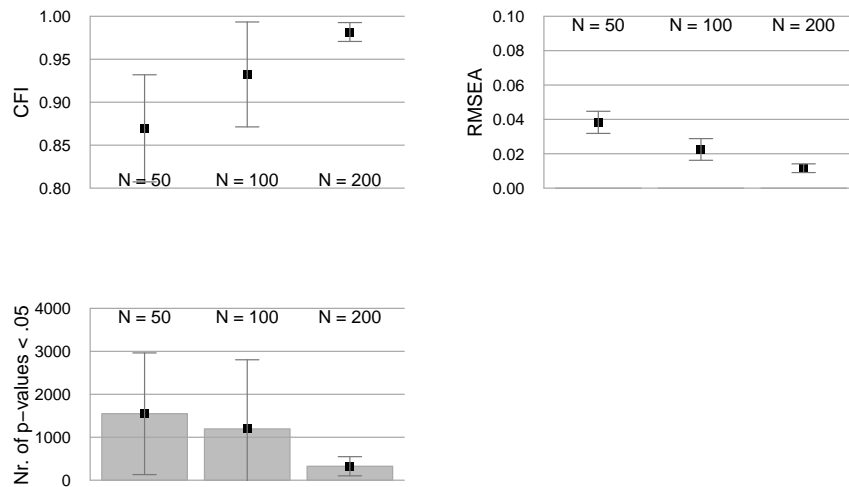 CFI
1.00
0.95
0.90
0.85
0.80
N = 50
N = 100
N = 200
RMSEA
0.10
0.08
0.06
0.04
0.02
0.00
N = 50
N = 100
N = 200
Nr. of p−values < .05
4000
3000
2000
1000
0
N = 50
N = 100
N = 200